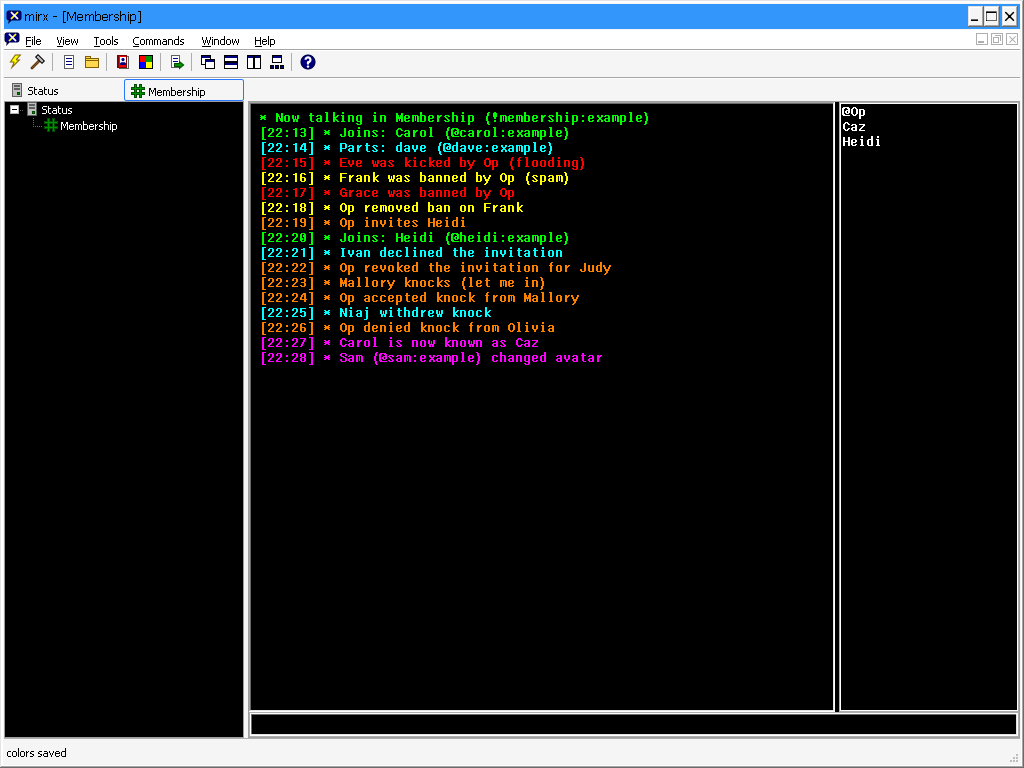 mirx - [Membership]
File View Tools Commands Window Help
Status Membership
Status
Membership
* Now talking in Membership (!membership:example)
[22:13] * Joins: Carol (@carol:example)
[22:14] * Parts: dave (@dave:example)
[22:15] * Eve was kicked by Op (flooding)
[22:16] * Frank was banned by Op (spam)
[22:17] * Grace was banned by Op
[22:18] * Op removed ban on Frank
[22:19] * Op invites Heidi
[22:20] * Joins: Heidi (@heidi:example)
[22:21] * Ivan declined the invitation
[22:22] * Op revoked the invitation for Judy
[22:23] * Mallory knocks (let me in)
[22:24] * Op accepted knock from Mallory
[22:25] * Niaj withdrew knock
[22:26] * Op denied knock from Olivia
[22:27] * Carol is now known as Caz
[22:28] * Sam (@sam:example) changed avatar
@Op
Caz
Heidi
colors saved